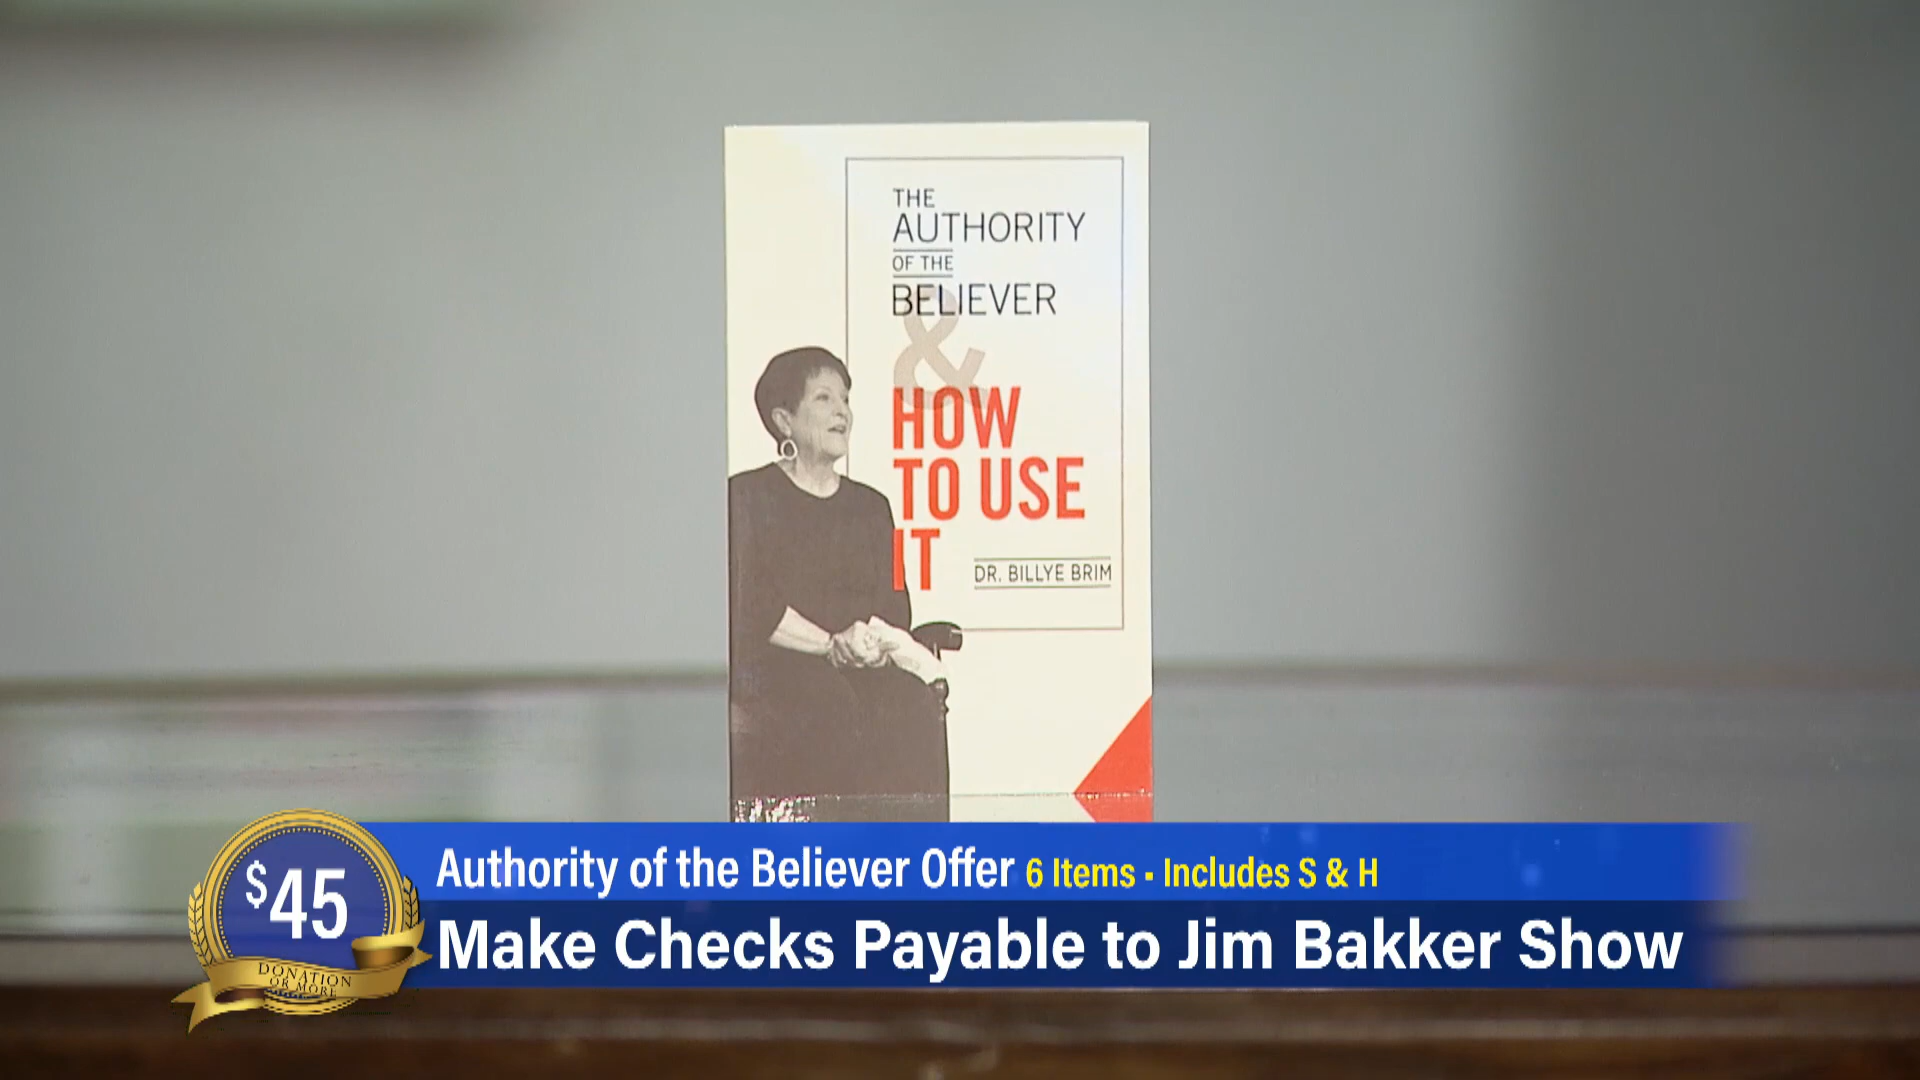 THE
AUTHORITY
OF THE
BELIEVER
&
HOW
TO USE
IT
DR. BILLYE BRIM
$45
DONATION
OR MORE
Authority of the Believer Offer 6 Items - Includes S & H
Make Checks Payable to Jim Bakker Show